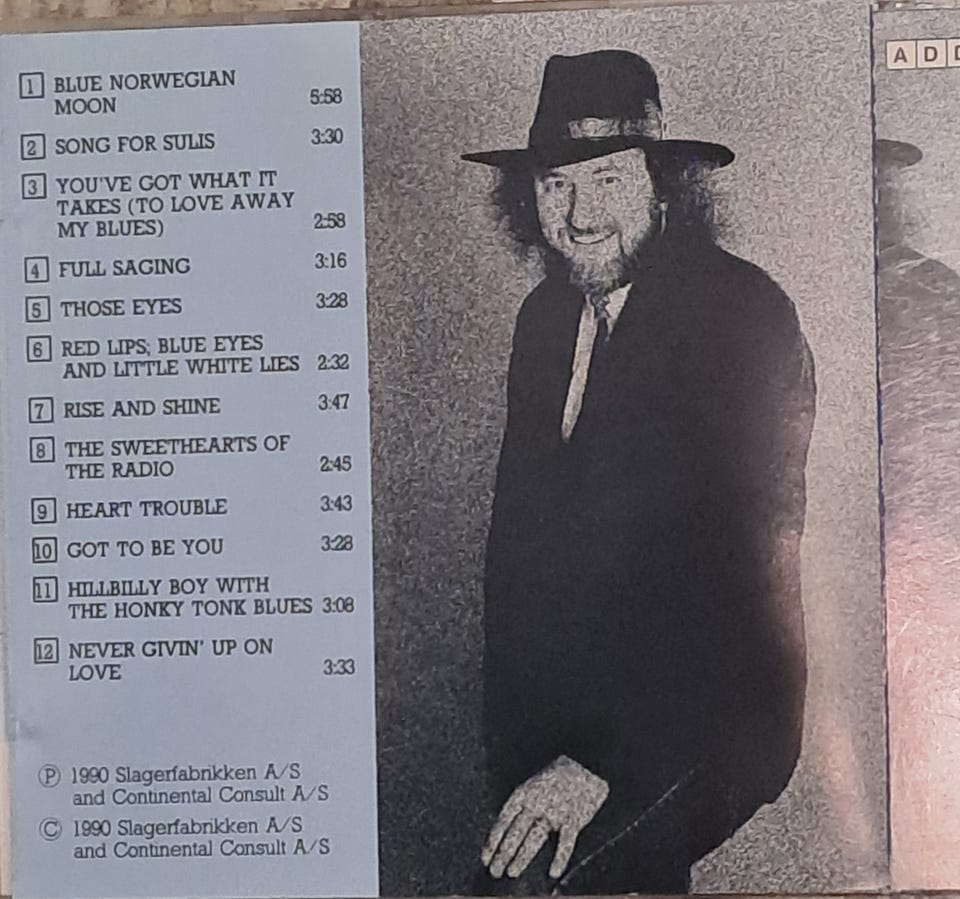 1 BLUE NORWEGIAN
MOON 5:58
2 SONG FOR SULIS 3:30
3 YOU'VE GOT WHAT IT
TAKES (TO LOVE AWAY
MY BLUES) 2:58
4 FULL SAGING 3:16
5 THOSE EYES 3:28
6 RED LIPS; BLUE EYES
AND LITTLE WHITE LIES 2:32
7 RISE AND SHINE 3:47
8 THE SWEETHEARTS OF
THE RADIO 2:45
9 HEART TROUBLE 3:43
10 GOT TO BE YOU 3:28
11 HILLBILLY BOY WITH
THE HONKY TONK BLUES 3:08
12 NEVER GIVIN' UP ON
LOVE 3:33
Ⓟ 1990 Slagerfabrikken A/S
and Continental Consult A/S
© 1990 Slagerfabrikken A/S
and Continental Consult A/S
ADD